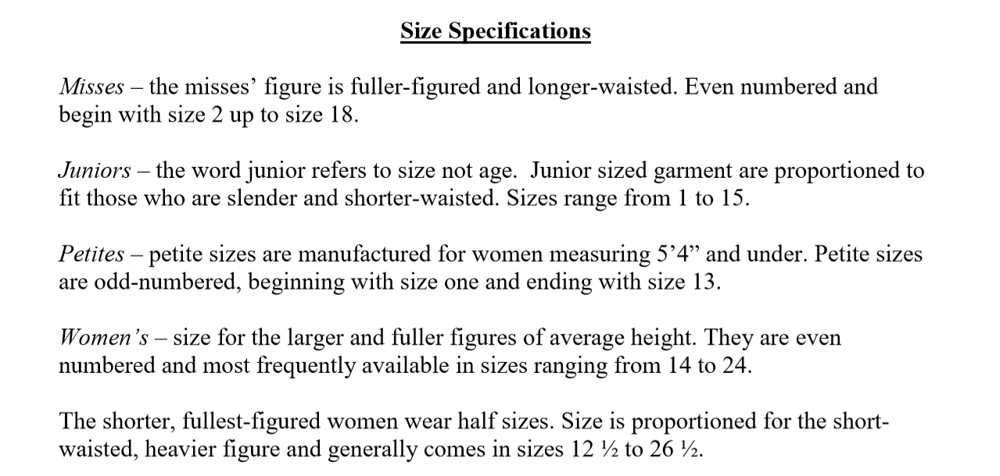 Size Specifications
Misses – the misses’ figure is fuller-figured and longer-waisted. Even numbered and
begin with size 2 up to size 18.
Juniors – the word junior refers to size not age.  Junior sized garment are proportioned to
fit those who are slender and shorter-waisted. Sizes range from 1 to 15.
Petites – petite sizes are manufactured for women measuring 5’4” and under. Petite sizes
are odd-numbered, beginning with size one and ending with size 13.
Women’s – size for the larger and fuller figures of average height. They are even
numbered and most frequently available in sizes ranging from 14 to 24.
The shorter, fullest-figured women wear half sizes. Size is proportioned for the short-
waisted, heavier figure and generally comes in sizes 12 ½ to 26 ½.